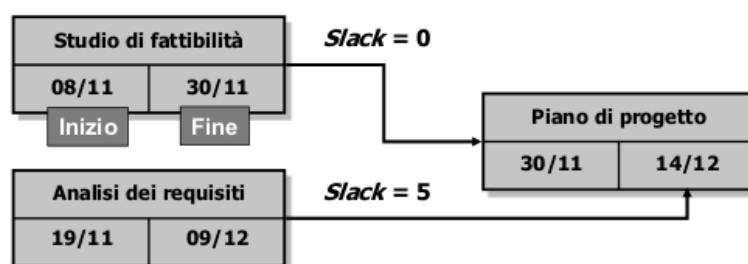 Studio di fattibilità
08/11 30/11
Inizio Fine
Slack = 0
Piano di progetto
30/11 14/12
Analisi dei requisiti
19/11 09/12
Slack = 5